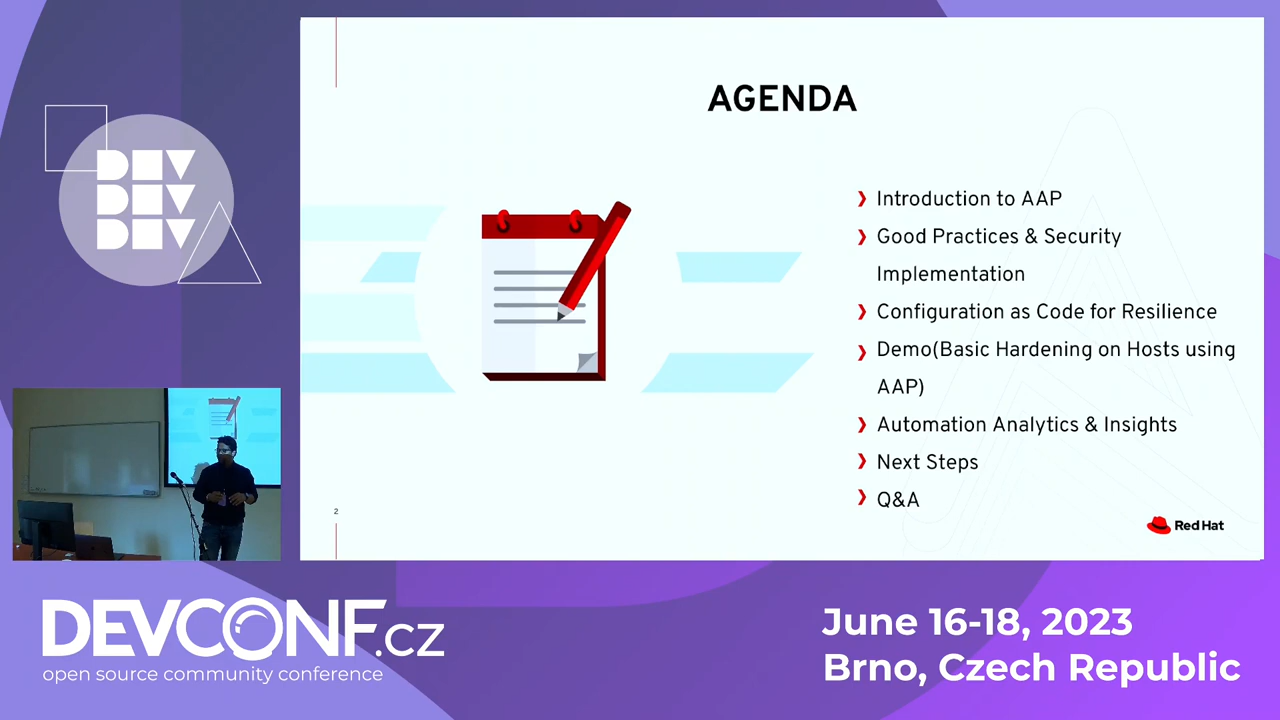 DEV
DEV
DEV
AGENDA
Introduction to AAP
Good Practices & Security
Implementation
Configuration as Code for Resilience
Demo(Basic Hardening on Hosts using
AAP)
Automation Analytics & Insights
Next Steps
Q&A
2
Red Hat
DEVCONF.cz
open source community conference
June 16-18, 2023
Brno, Czech Republic